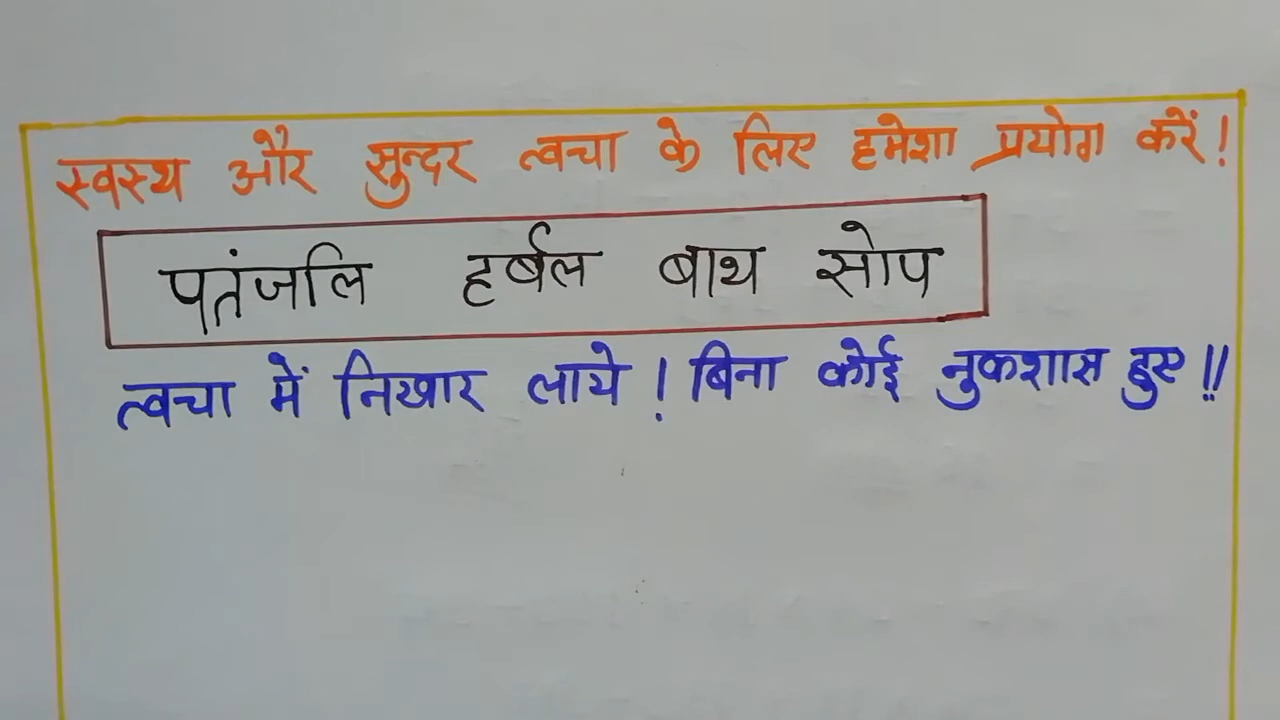 स्वस्थ और सुन्दर त्वचा के लिए हमेशा प्रयोग करें!
पतंजलि हर्बल बाथ सोप
त्वचा में निखार लाये! बिना कोई नुकशास हुए!!